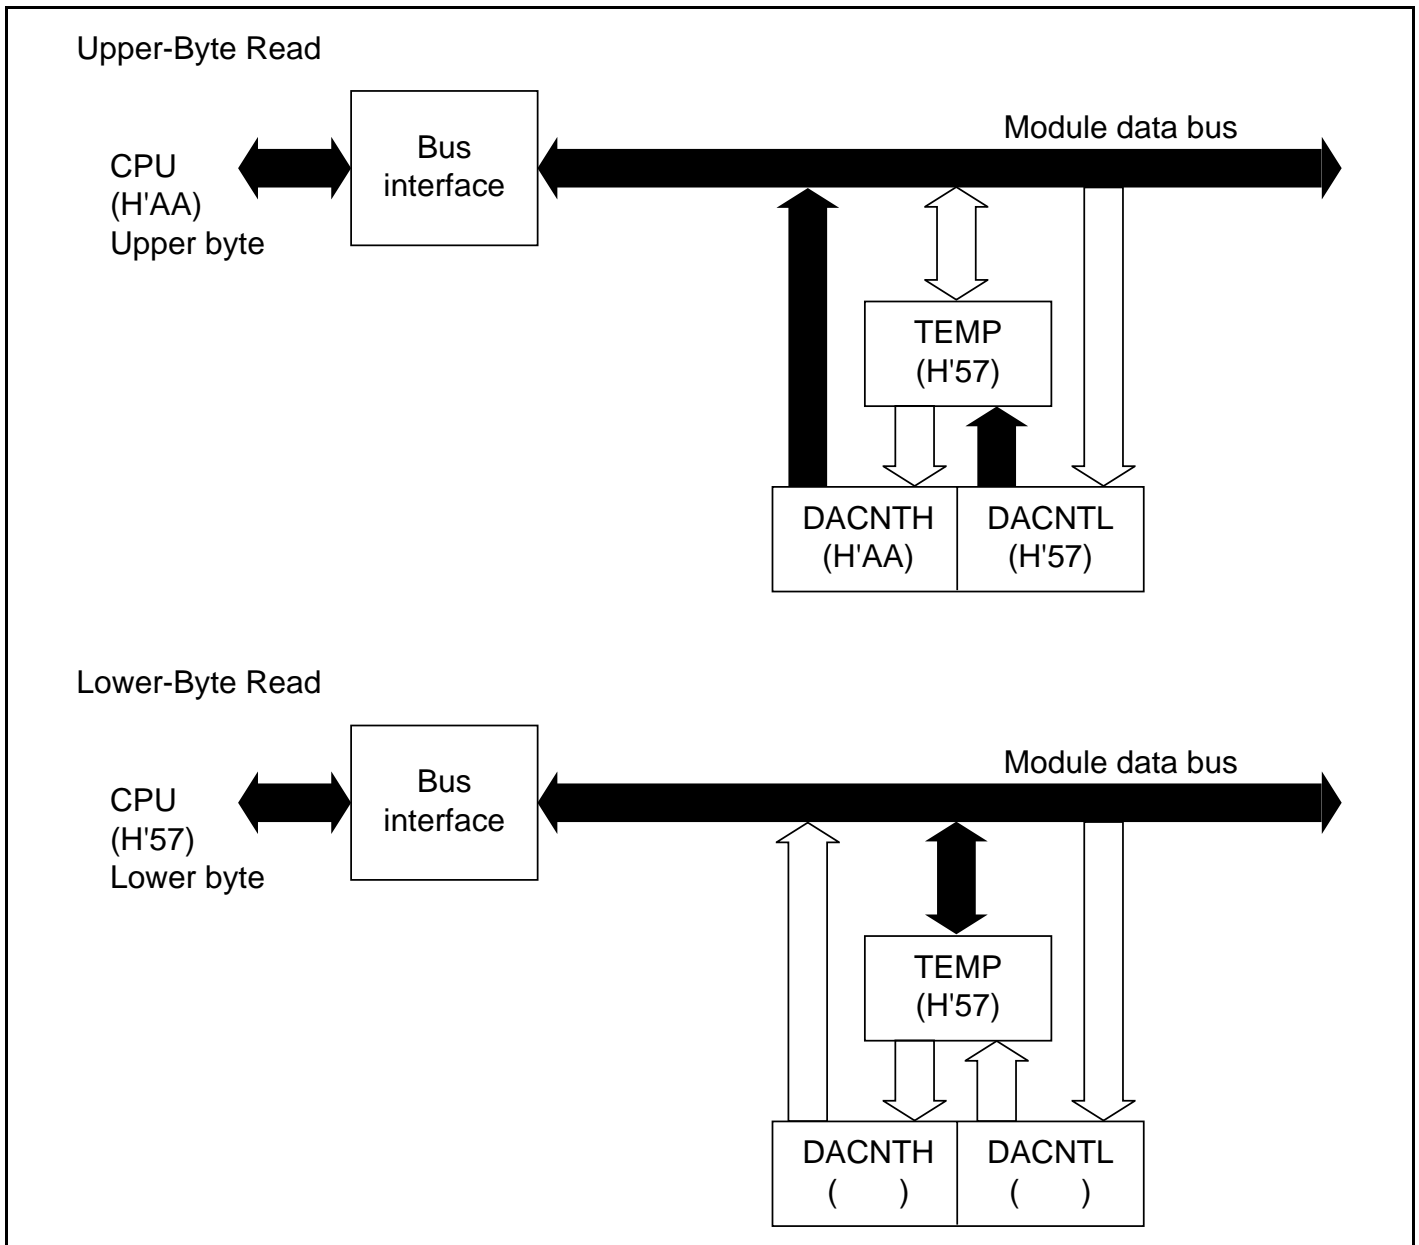 Upper-Byte Read
Module data bus
Bus
interface
CPU
(H'AA)
Upper byte
TEMP
(H'57)
DACNTH
(H'AA)
DACNTL
(H'57)
Lower-Byte Read
Module data bus
Bus
interface
CPU
(H'57)
Lower byte
TEMP
(H'57)
DACNTH
( )
DACNTL
( )